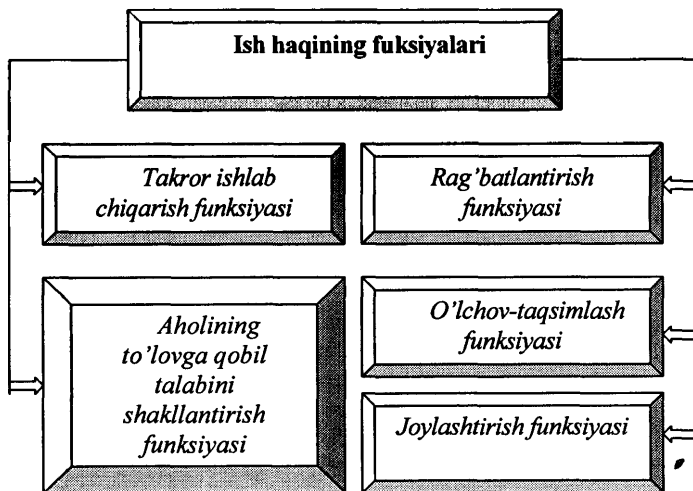 Ish haqining fuksiyalari
Takror ishlab
chiqarish funksiyasi
Rag'batlantirish
funksiyasi
Aholining
to'lovga qobil
talabini
shakllantirish
funksiyasi
O'lchov-taqsimlash
funksiyasi
Joylashtirish funksiyasi